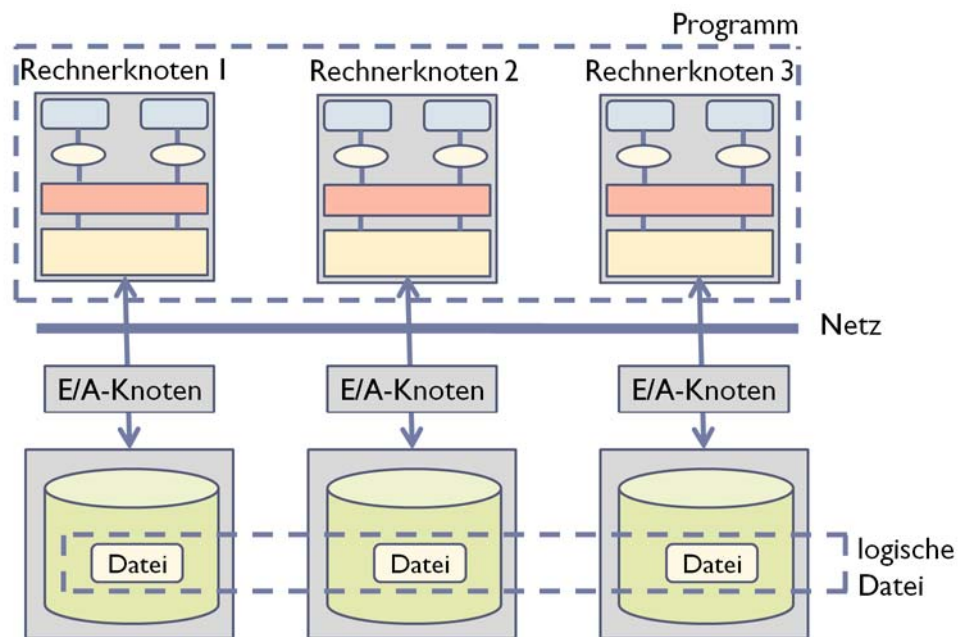 Programm
Rechnerknoten 1
Rechnerknoten 2
Rechnerknoten 3
Netz
E/A-Knoten
E/A-Knoten
E/A-Knoten
Datei
Datei
Datei
logische
Datei